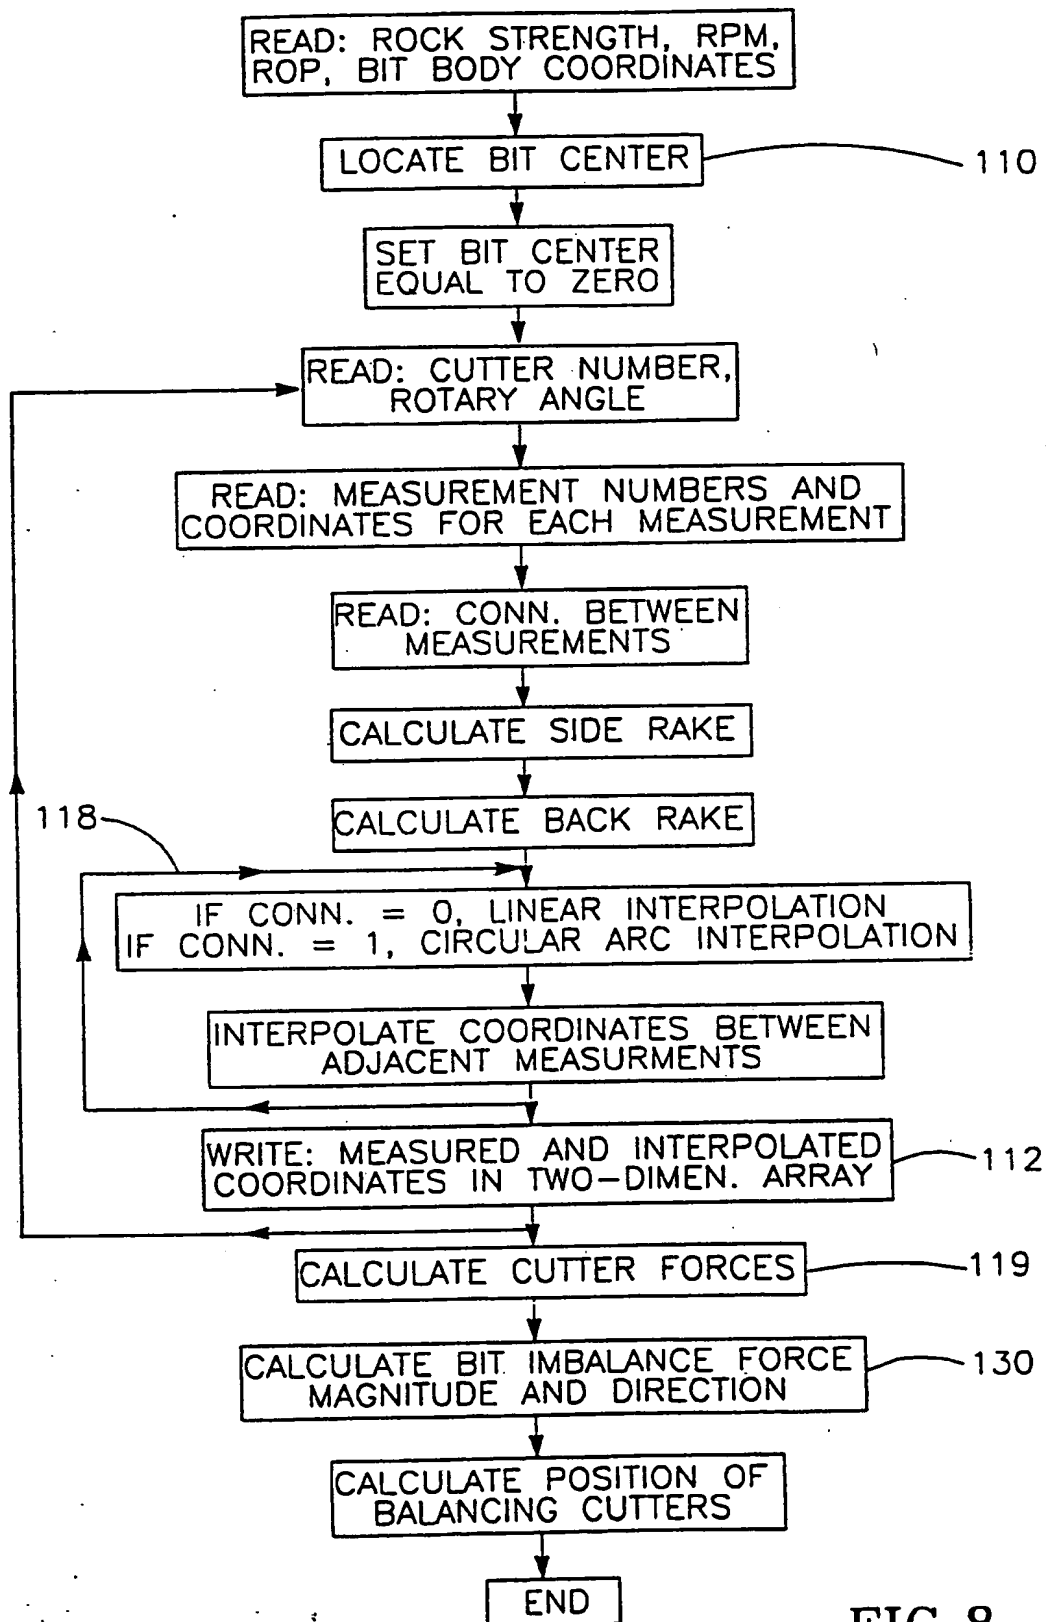 READ: ROCK STRENGTH, RPM,
ROP, BIT BODY COORDINATES
LOCATE BIT CENTER
110
SET BIT CENTER
EQUAL TO ZERO
READ: CUTTER NUMBER,
ROTARY ANGLE
READ: MEASUREMENT NUMBERS AND
COORDINATES FOR EACH MEASUREMENT
READ: CONN. BETWEEN
MEASUREMENTS
CALCULATE SIDE RAKE
CALCULATE BACK RAKE
118
IF CONN. = 0, LINEAR INTERPOLATION
IF CONN. = 1, CIRCULAR ARC INTERPOLATION
INTERPOLATE COORDINATES BETWEEN
ADJACENT MEASURMENTS
WRITE: MEASURED AND INTERPOLATED
COORDINATES IN TWO-DIMEN. ARRAY
112
CALCULATE CUTTER FORCES
119
CALCULATE BIT IMBALANCE FORCE
MAGNITUDE AND DIRECTION
130
CALCULATE POSITION OF
BALANCING CUTTERS
END
FIG. 8